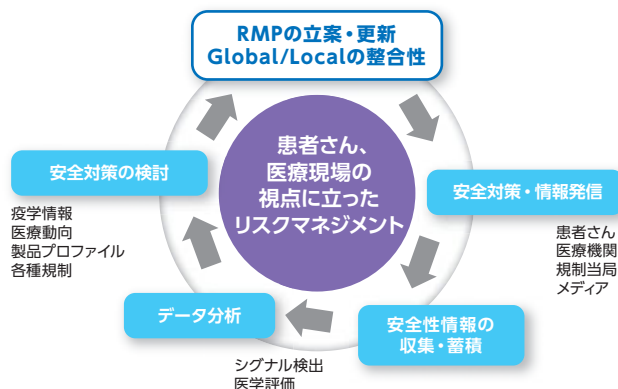 RMPの立案・更新
Global/Localの整合性
患者さん、
医療現場の
視点に立った
リスクマネジメント
安全対策・情報発信
患者さん
医療機関
規制当局
メディア
安全性情報の
収集・蓄積
データ分析
シグナル検出
医学評価
安全対策の検討
疫学情報
医療動向
製品プロファイル
各種規制